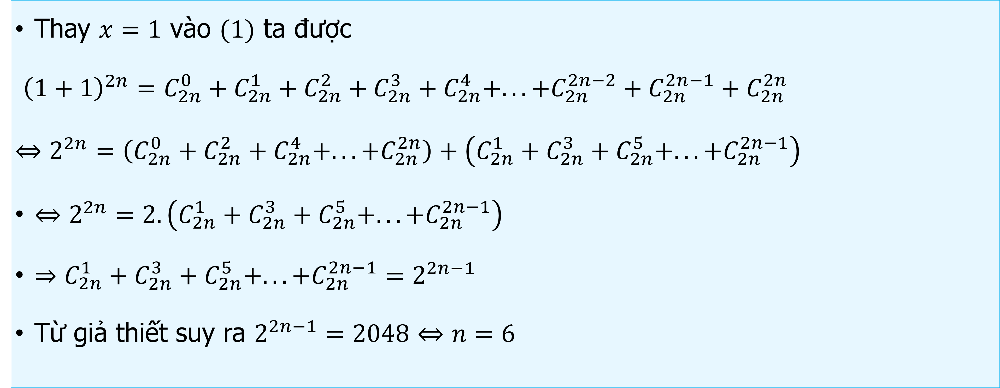 • Thay $x = 1$ vào $(1)$ ta được
$(1 + 1)^{2n} = C_{2n}^{0} + C_{2n}^{1} + C_{2n}^{2} + C_{2n}^{3} + C_{2n}^{4} + \ldots + C_{2n}^{2n-2} + C_{2n}^{2n-1} + C_{2n}^{2n}$
$\Leftrightarrow 2^{2n} = (C_{2n}^{0} + C_{2n}^{2} + C_{2n}^{4} + \ldots + C_{2n}^{2n}) + (C_{2n}^{1} + C_{2n}^{3} + C_{2n}^{5} + \ldots + C_{2n}^{2n-1})$
• $\Leftrightarrow 2^{2n} = 2. (C_{2n}^{1} + C_{2n}^{3} + C_{2n}^{5} + \ldots + C_{2n}^{2n-1})$
• $\Rightarrow C_{2n}^{1} + C_{2n}^{3} + C_{2n}^{5} + \ldots + C_{2n}^{2n-1} = 2^{2n-1}$
• Từ giả thiết suy ra $2^{2n-1} = 2048 \Leftrightarrow n = 6$